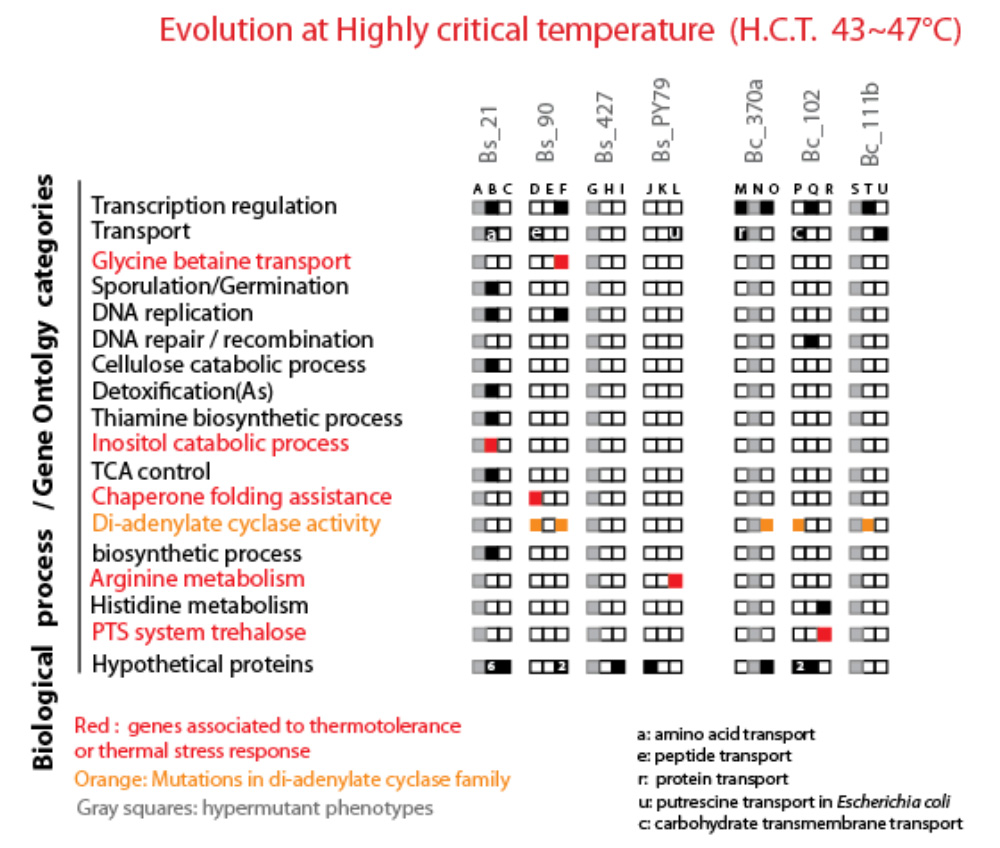 Evolution at Highly critical temperature (H.C.T. 43~47°C)
Bs_21
Bs_90
Bs_427
Bs_PY79
Bc_370a
Bc_102
Bc_111b
A B C D E F G H I J K L M N O P Q R S T U
Biological process / Gene Ontolgy categories
Transcription regulation
Transport a e u r c
Glycine betaine transport
Sporulation/Germination
DNA replication
DNA repair / recombination
Cellulose catabolic process
Detoxification(As)
Thiamine biosynthetic process
Inositol catabolic process
TCA control
Chaperone folding assistance
Di-adenylate cyclase activity
biosynthetic process
Arginine metabolism
Histidine metabolism
PTS system trehalose
Hypothetical proteins 6 2 2
Red : genes associated to thermotolerance
or thermal stress response
Orange: Mutations in di-adenylate cyclase family
Gray squares: hypermutant phenotypes
a: amino acid transport
e: peptide transport
r: protein transport
u: putrescine transport in Escherichia coli
c: carbohydrate transmembrane transport